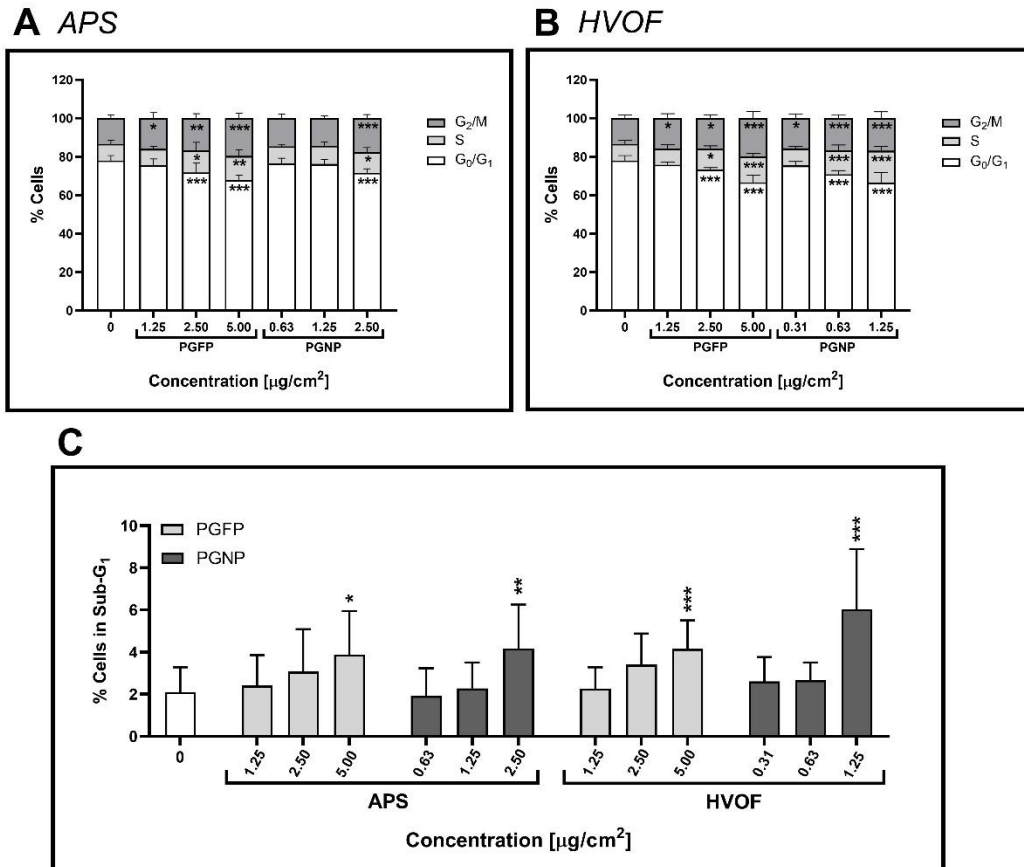 A APS
120
100
80
60
40
20
0
% Cells
* ** *** ***
* ** *
*** *** ***
G₂/M
S
G₀/G₁
0 1.25 2.50 5.00 0.63 1.25 2.50
PGFP PGNP
Concentration [μg/cm²]
B HVOF
120
100
80
60
40
20
0
% Cells
* * *** * *** ***
* *** *** ***
*** *** *** ***
G₂/M
S
G₀/G₁
0 1.25 2.50 5.00 0.31 0.63 1.25
PGFP PGNP
Concentration [μg/cm²]
C
10
8
6
4
2
0
% Cells in Sub-G₁
PGFP
PGNP
* ** *** ***
0 1.25 2.50 5.00 0.63 1.25 2.50 1.25 2.50 5.00 0.31 0.63 1.25
APS HVOF
Concentration [μg/cm²]